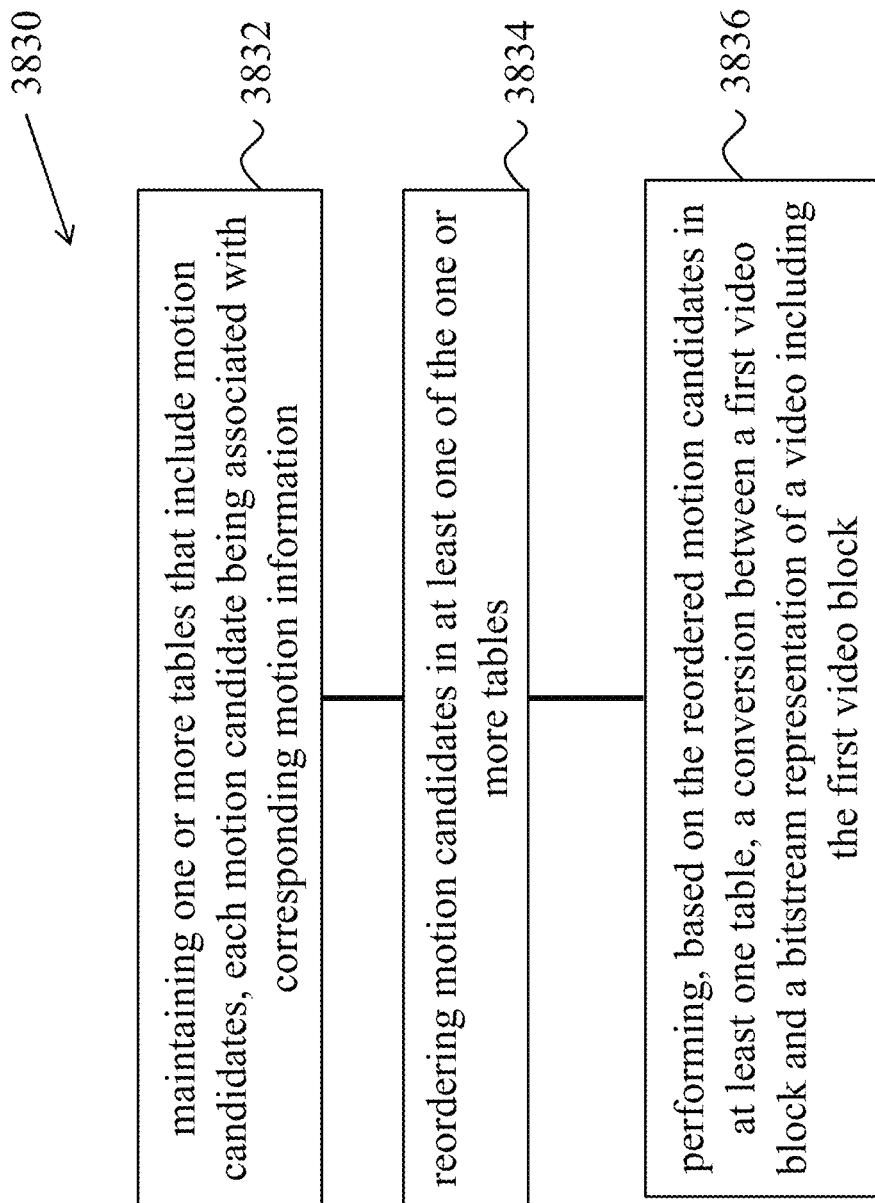 3830
maintaining one or more tables that include motion
candidates, each motion candidate being associated with
corresponding motion information
3832
reordering motion candidates in at least one of the one or
more tables
3834
performing, based on the reordered motion candidates in
at least one table, a conversion between a first video
block and a bitstream representation of a video including
the first video block
3836